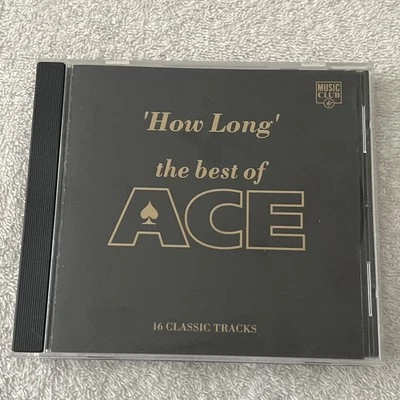 MUSIC
CLUB
'How Long'
the best of
ACE
16 CLASSIC TRACKS